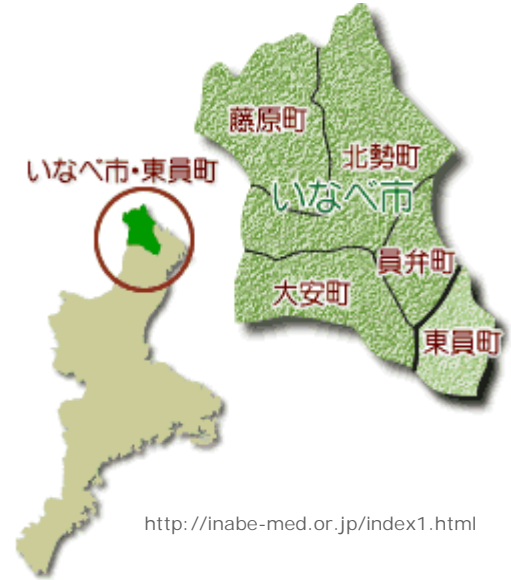 藤原町
北勢町
いなべ市・東員町
いなべ市
員弁町
大安町
東員町
http://inabe-med.or.jp/index1.html